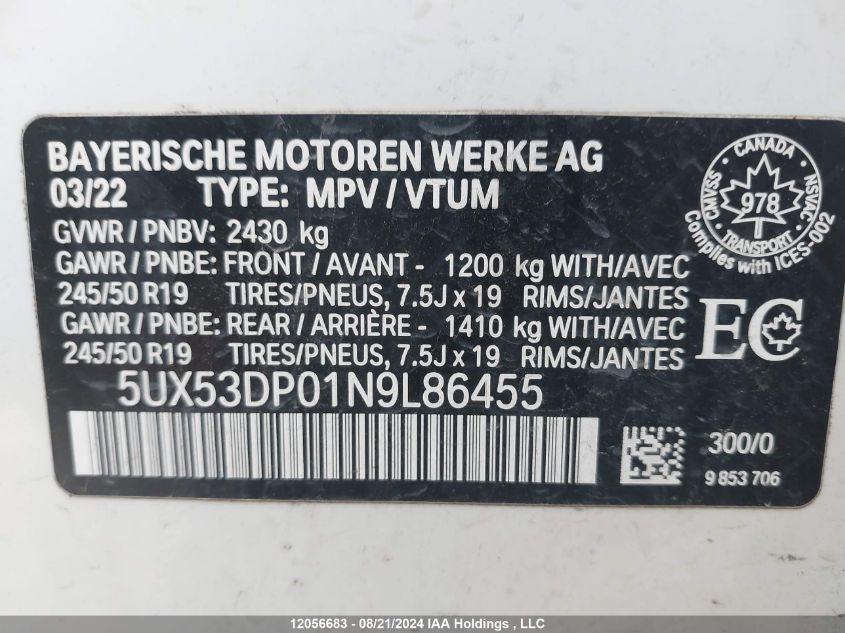 BAYERISCHE MOTOREN WERKE AG
03/22 TYPE: MPV / VTUM
GVWR / PNBV: 2430 kg
GAWR / PNBE: FRONT / AVANT - 1200 kg WITH/AVEC
245/50 R19 TIRES/PNEUS, 7.5J x 19 RIMS/JANTES
GAWR / PNBE: REAR / ARRIÈRE - 1410 kg WITH/AVEC
245/50 R19 TIRES/PNEUS, 7.5J x 19 RIMS/JANTES
5UX53DP01N9L86455
CANADA
CMVSS
NSVAC
978
TRANSPORT
Complies with ICES-002
EC
300/0
9 853 706
12056683 - 08/21/2024 IAA Holdings , LLC